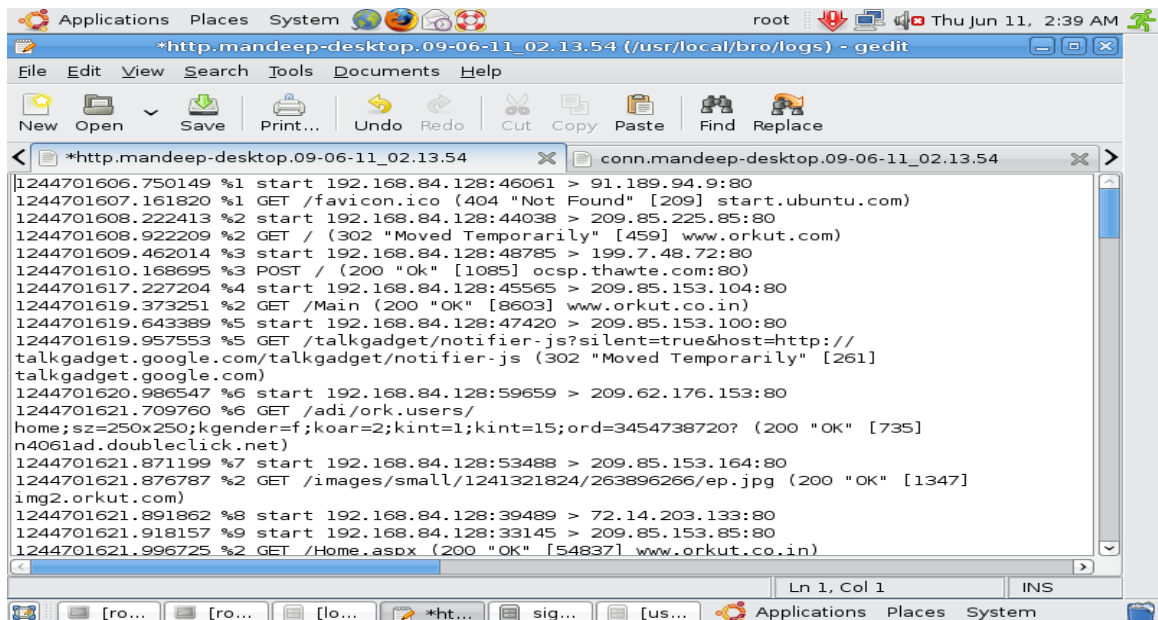 Applications Places System root Thu Jun 11, 2:39 AM
*http.mandeep-desktop.09-06-11_02.13.54 (/usr/local/bro/logs) - gedit
File Edit View Search Tools Documents Help
New Open Save Print... Undo Redo Cut Copy Paste Find Replace
*http.mandeep-desktop.09-06-11_02.13.54 conn.mandeep-desktop.09-06-11_02.13.54
1244701606.750149 %1 start 192.168.84.128:46061 > 91.189.94.9:80
1244701607.161820 %1 GET /favicon.ico (404 "Not Found" [209] start.ubuntu.com)
1244701608.222413 %2 start 192.168.84.128:44038 > 209.85.225.85:80
1244701608.922209 %2 GET / (302 "Moved Temporarily" [459] www.orkut.com)
1244701609.462014 %3 start 192.168.84.128:48785 > 199.7.48.72:80
1244701610.168695 %3 POST / (200 "Ok" [1085] ocsp.thawte.com:80)
1244701617.227204 %4 start 192.168.84.128:45565 > 209.85.153.104:80
1244701619.373251 %2 GET /Main (200 "OK" [8603] www.orkut.co.in)
1244701619.643389 %5 start 192.168.84.128:47420 > 209.85.153.100:80
1244701619.957553 %5 GET /talkgadget/notifier-js?silent=true&host=http://
talkgadget.google.com/talkgadget/notifier-js (302 "Moved Temporarily" [261]
talkgadget.google.com)
1244701620.986547 %6 start 192.168.84.128:59659 > 209.62.176.153:80
1244701621.709760 %6 GET /adi/ork.users/
home;sz=250x250;kgender=f;koar=2;kint=1;kint=15;ord=3454738720? (200 "OK" [735]
n4061ad.doubleclick.net)
1244701621.871199 %7 start 192.168.84.128:53488 > 209.85.153.164:80
1244701621.876787 %2 GET /images/small/1241321824/263896266/ep.jpg (200 "OK" [1347]
img2.orkut.com)
1244701621.891862 %8 start 192.168.84.128:39489 > 72.14.203.133:80
1244701621.918157 %9 start 192.168.84.128:33145 > 209.85.153.85:80
1244701621.996725 %2 GET /Home.aspx (200 "OK" [54837] www.orkut.co.in)
Ln 1, Col 1 INS
[ro... [ro... [lo... *ht... sig... [us... Applications Places System